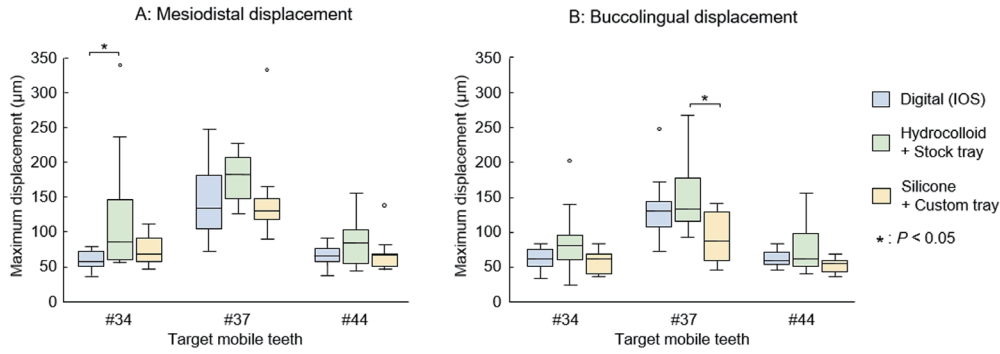 A: Mesiodistal displacement
Maximum displacement (µm)
350
300
250
200
150
100
50
0
*
#34
#37
#44
Target mobile teeth
B: Buccolingual displacement
Maximum displacement (µm)
350
300
250
200
150
100
50
0
*
#34
#37
#44
Target mobile teeth
Digital (IOS)
Hydrocolloid
+ Stock tray
Silicone
+ Custom tray
* : P < 0.05